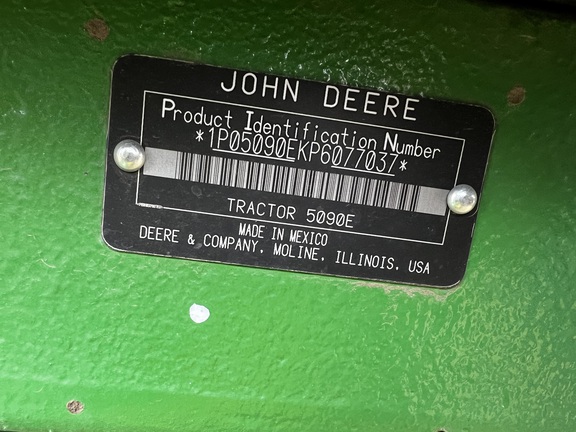 JOHN DEERE
Product Identification Number
*1P05090EKP6077037*
TRACTOR 5090E
MADE IN MEXICO
DEERE & COMPANY, MOLINE, ILLINOIS, USA